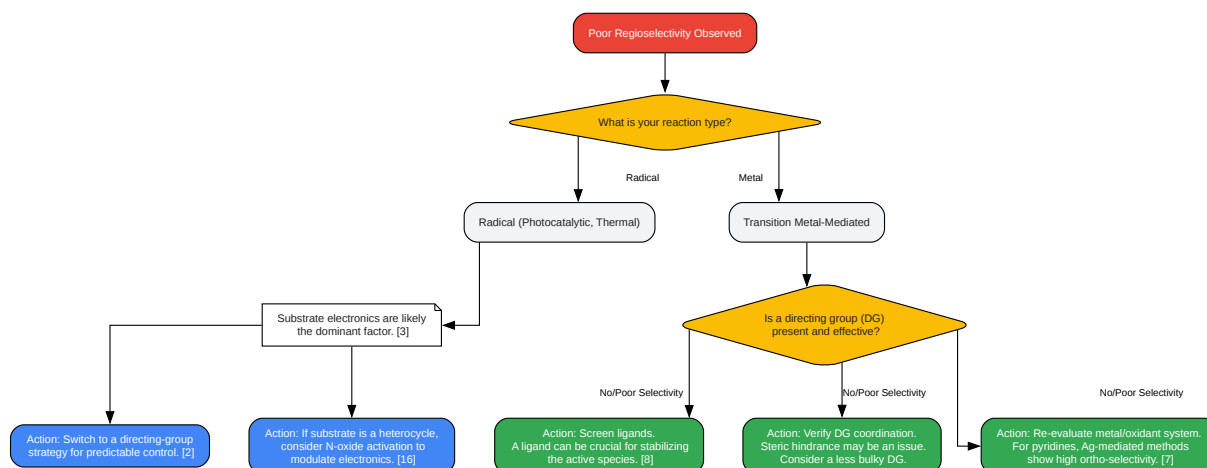 Poor Regioselectivity Observed
What is your reaction type?
Radical
Metal
Radical (Photocatalytic, Thermal)
Transition Metal-Mediated
Substrate electronics are likely
the dominant factor. [3]
Is a directing group (DG)
present and effective?
No/Poor Selectivity
No/Poor Selectivity
No/Poor Selectivity
Action: Switch to a directing-group
strategy for predictable control. [2]
Action: If substrate is a heterocycle,
consider N-oxide activation to
modulate electronics. [16]
Action: Screen ligands.
A ligand can be crucial for stabilizing
the active species. [8]
Action: Verify DG coordination.
Steric hindrance may be an issue.
Consider a less bulky DG.
Action: Re-evaluate metal/oxidant system.
For pyridines, Ag-mediated methods
show high ortho-selectivity. [7]